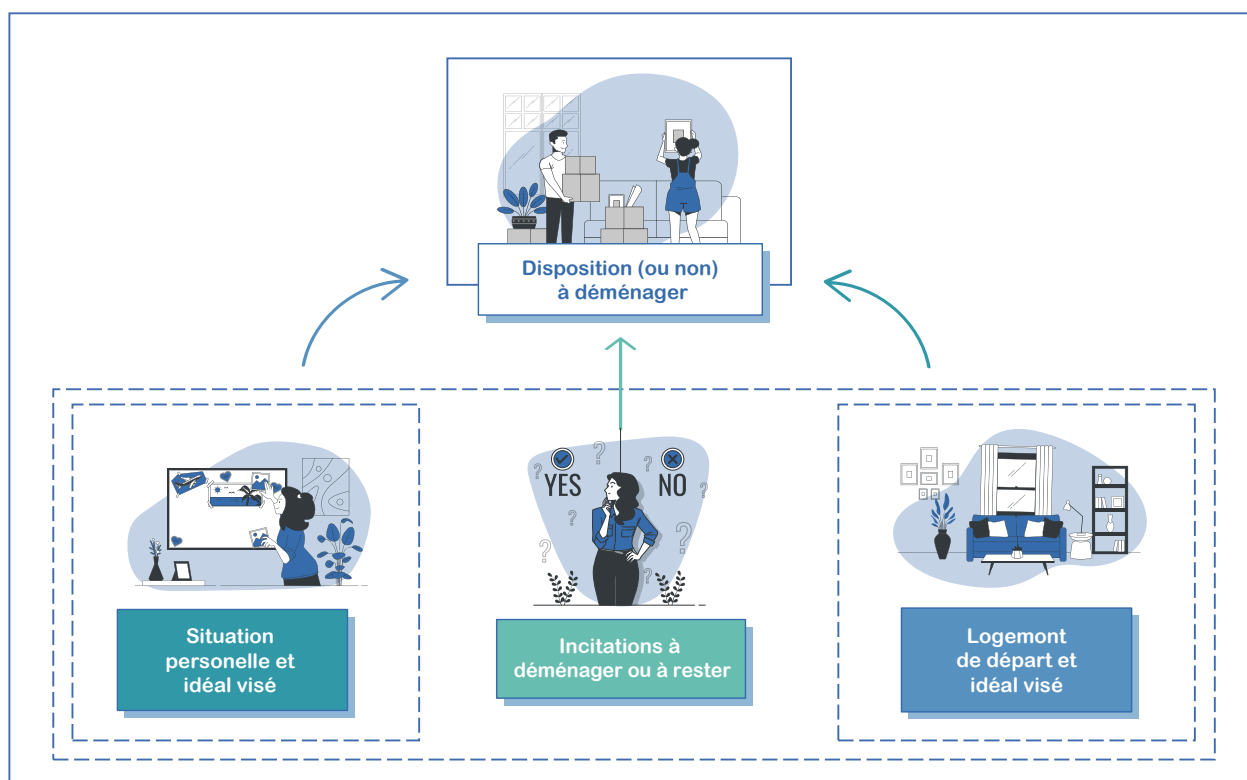 Disposition (ou non)
à déménager
YES
NO
Situation
personelle et
idéal visé
Incitations à
déménager ou à rester
Logemont
de départ et
idéal visé